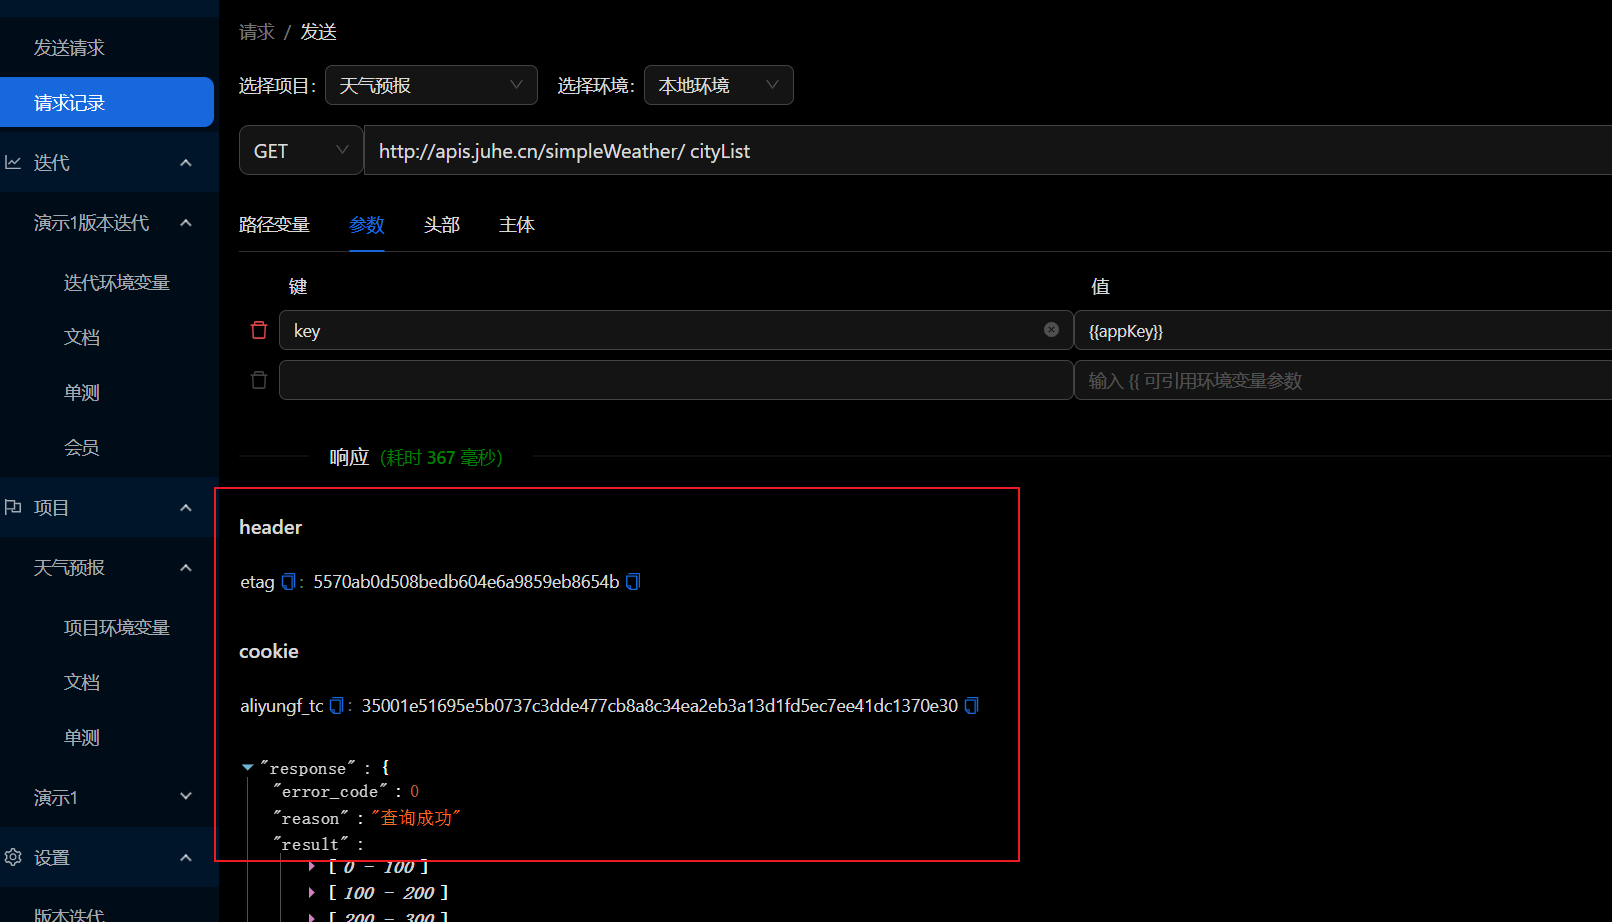 发送请求
请求记录
迭代
演示1版本迭代
迭代环境变量
文档
单测
会员
项目
天气预报
项目环境变量
文档
单测
演示1
设置
版本迭代
请求 / 发送
选择项目: 天气预报 选择环境: 本地环境
GET http://apis.juhe.cn/simpleWeather/ cityList
路径变量 参数 头部 主体
键 值
key {{appKey}}
输入 {{ 可引用环境变量参数
响应 (耗时 367 毫秒)
header
etag : 5570ab0d508bedb604e6a9859eb8654b
cookie
aliyungf_tc : 35001e51695e5b0737c3dde477cb8a8c34ea2eb3a13d1fd5ec7ee41dc1370e30
"response" : {
"error_code" : 0
"reason" : "查询成功"
"result" :
[ 0 - 100 ]
[ 100 - 200 ]
[ 200 - 300 ]